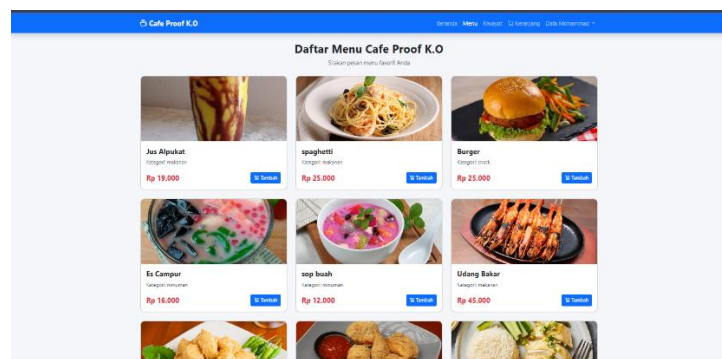 Cafe Proof K.O
Beranda Menu Riwayat Keranjang Dafa Mohammad
Daftar Menu Cafe Proof K.O
Silakan pesan menu favorit Anda
Jus Alpukat
Kategori: makanan
Rp 19.000 Tambah
spaghetti
Kategori: makanan
Rp 25.000 Tambah
Burger
Kategori: snack
Rp 25.000 Tambah
Es Campur
Kategori: minuman
Rp 16.000 Tambah
sop buah
Kategori: minuman
Rp 12.000 Tambah
Udang Bakar
Kategori: makanan
Rp 45.000 Tambah